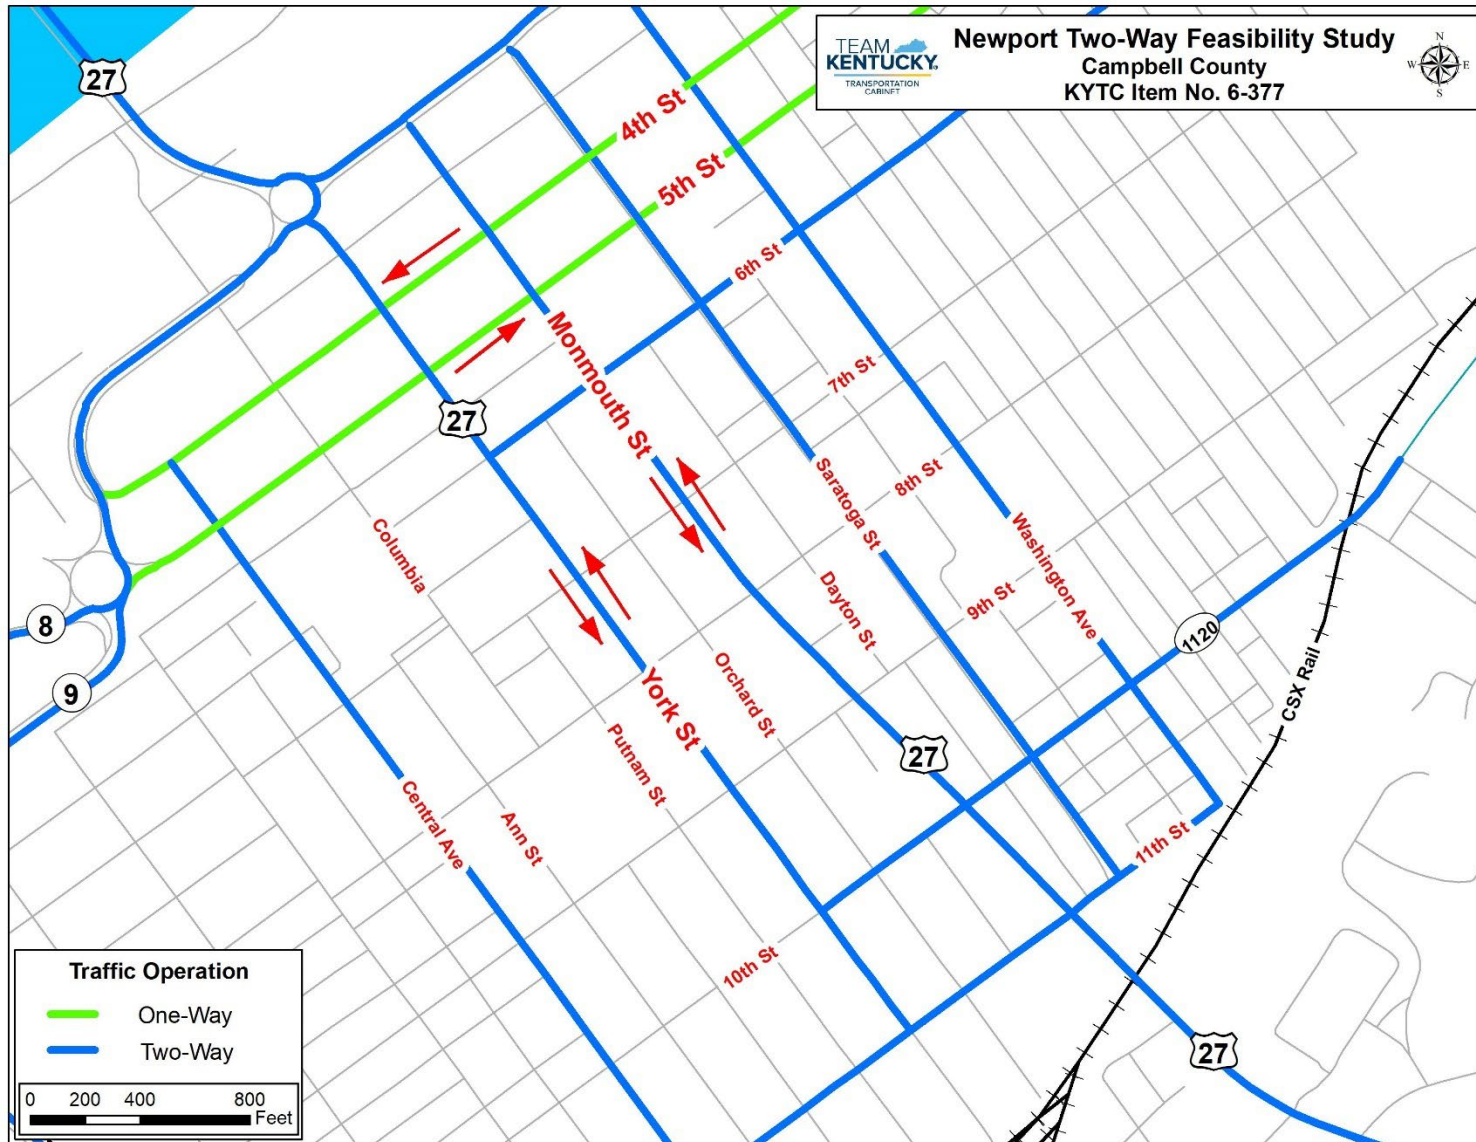 TEAM
KENTUCKY.
TRANSPORTATION
CABINET
Newport Two-Way Feasibility Study
Campbell County
KYTC Item No. 6-377
N
W
E
S
27
4th St
5th St
6th St
Monmouth St
7th St
27
8th St
Saratoga St
Washington Ave
Columbia
Dayton St
9th St
8
1120
Orchard St
York St
9
CSX Rail
Putnam St
27
Central Ave
Ann St
11th St
10th St
27
Traffic Operation
One-Way
Two-Way
0 200 400 800
Feet